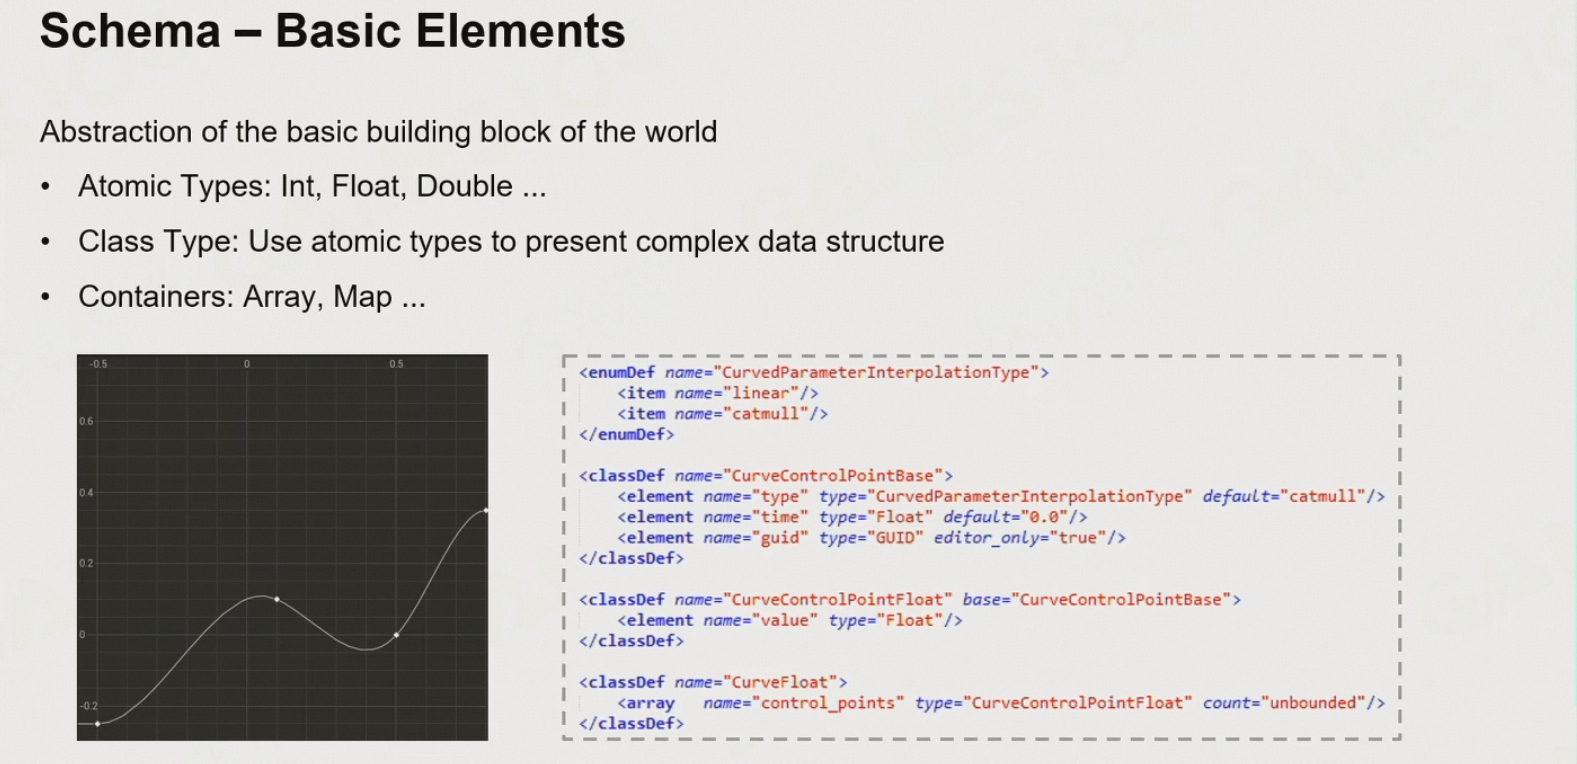 Schema – Basic Elements
Abstraction of the basic building block of the world
• Atomic Types: Int, Float, Double ...
• Class Type: Use atomic types to present complex data structure
• Containers: Array, Map ...
-0.5 0 0.5
0.6
0.4
0.2
0
-0.2
<enumDef name="CurvedParameterInterpolationType">
<item name="linear"/>
<item name="catmull"/>
</enumDef>
<classDef name="CurveControlPointBase">
<element name="type" type="CurvedParameterInterpolationType" default="catmull"/>
<element name="time" type="Float" default="0.0"/>
<element name="guid" type="GUID" editor_only="true"/>
</classDef>
<classDef name="CurveControlPointFloat" base="CurveControlPointBase">
<element name="value" type="Float"/>
</classDef>
<classDef name="CurveFloat">
<array name="control_points" type="CurveControlPointFloat" count="unbounded"/>
</classDef>